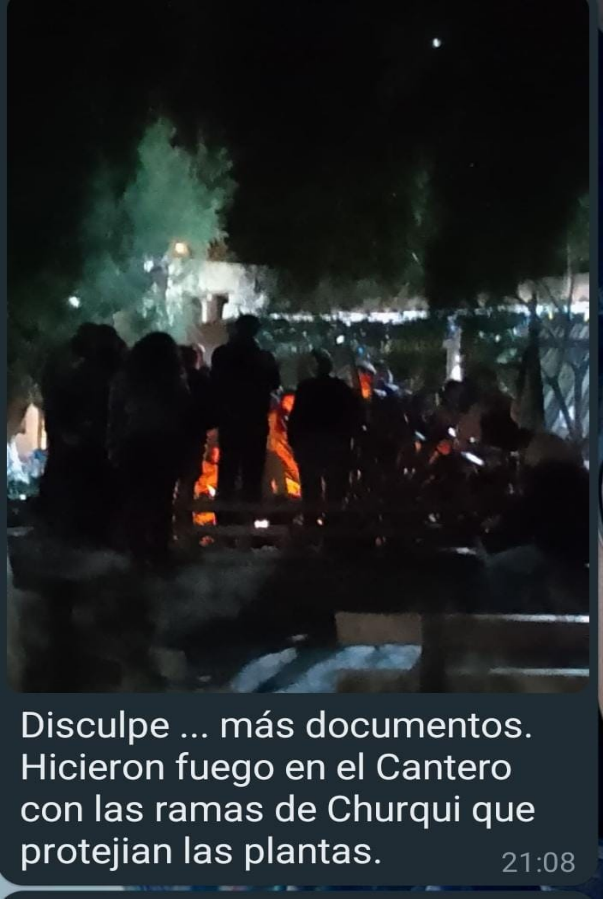 Disculpe ... más documentos.
Hicieron fuego en el Cantero
con las ramas de Churqui que
protejian las plantas.
21:08